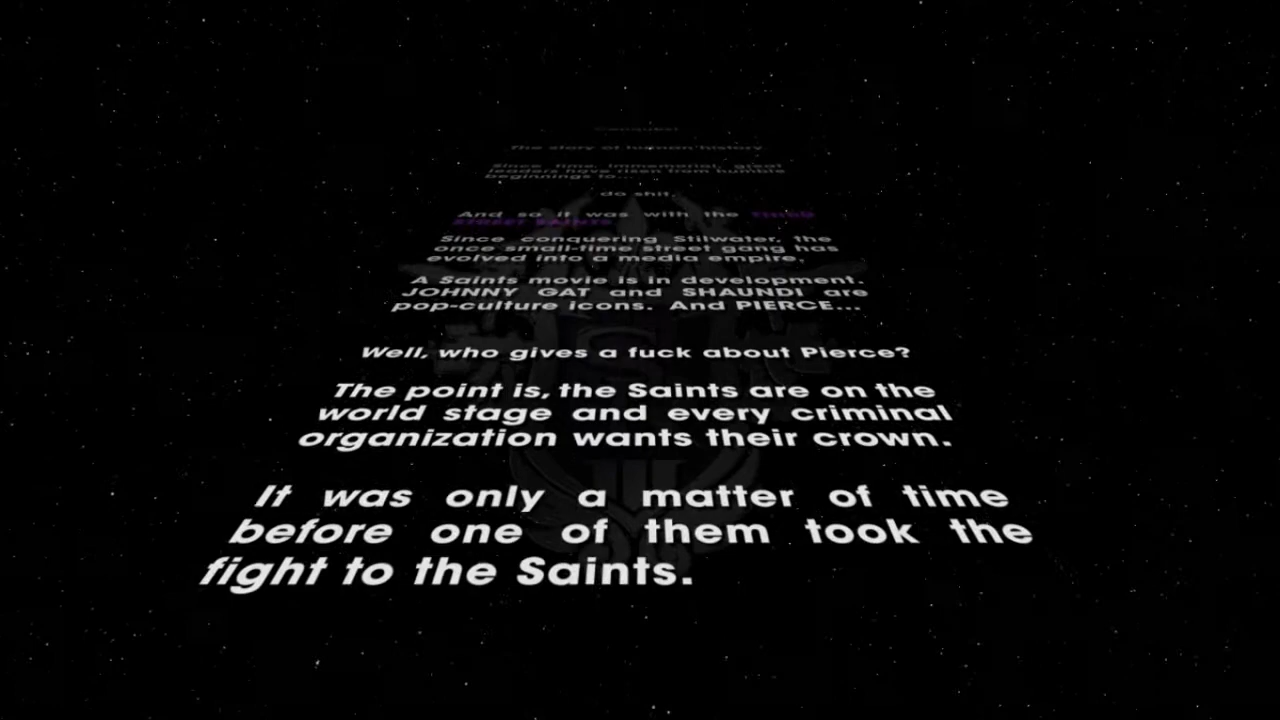 Conquest
The story of human history
Since time immemorial, great
leaders have risen from humble
beginnings to...
do shit.
And so it was with the THIRD
STREET SAINTS
Since conquering Stilwater, the
once small-time street gang has
evolved into a media empire.
A Saints movie is in development.
JOHNNY GAT and SHAUNDI are
pop-culture icons. And PIERCE...
Well, who gives a fuck about Pierce?
The point is, the Saints are on the
world stage and every criminal
organization wants their crown.
It was only a matter of time
before one of them took the
fight to the Saints.